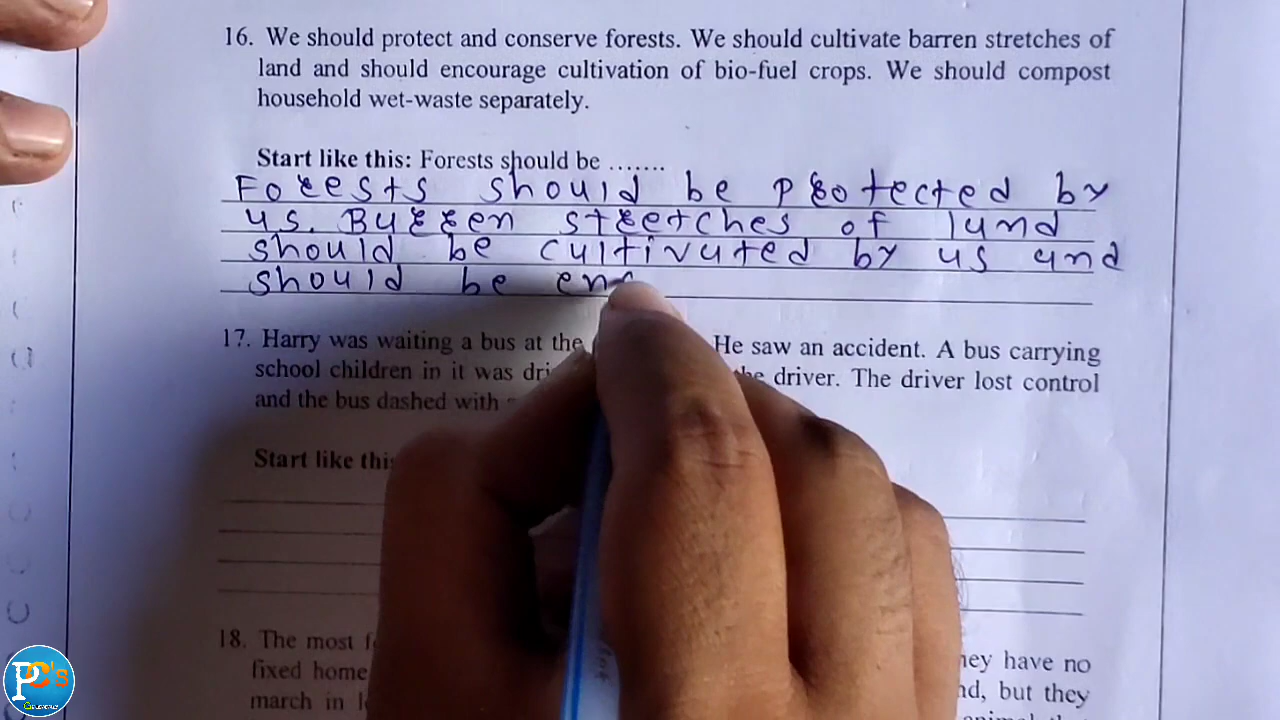 16. We should protect and conserve forests. We should cultivate barren stretches of
land and should encourage cultivation of bio-fuel crops. We should compost
household wet-waste separately.
Start like this: Forests should be .......
Forests should be protected by
us. Barren stretches of land
should be cultivated by us and
should be en
17. Harry was waiting a bus at the He saw an accident. A bus carrying
school children in it was the driver. The driver lost control
and the bus dashed with
Start like this
18. The most they have no
fixed home but they
march in
PC's